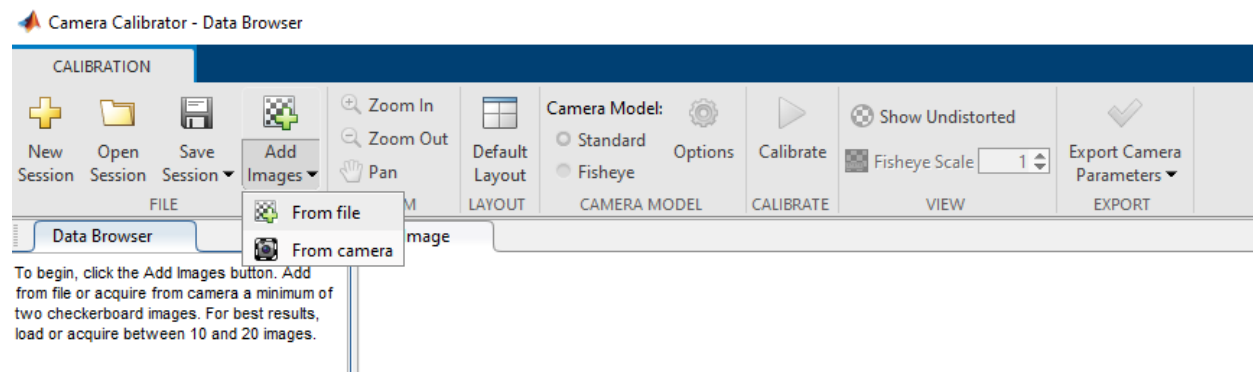 Camera Calibrator - Data Browser
CALIBRATION
New Session
Open Session
Save Session
Add Images
Zoom In
Zoom Out
Pan
Default Layout
Camera Model:
Standard
Fisheye
Options
Calibrate
Show Undistorted
Fisheye Scale 1
Export Camera Parameters
FILE
M
LAYOUT
CAMERA MODEL
CALIBRATE
VIEW
EXPORT
From file
From camera
Data Browser
mage
To begin, click the Add Images button. Add
from file or acquire from camera a minimum of
two checkerboard images. For best results,
load or acquire between 10 and 20 images.